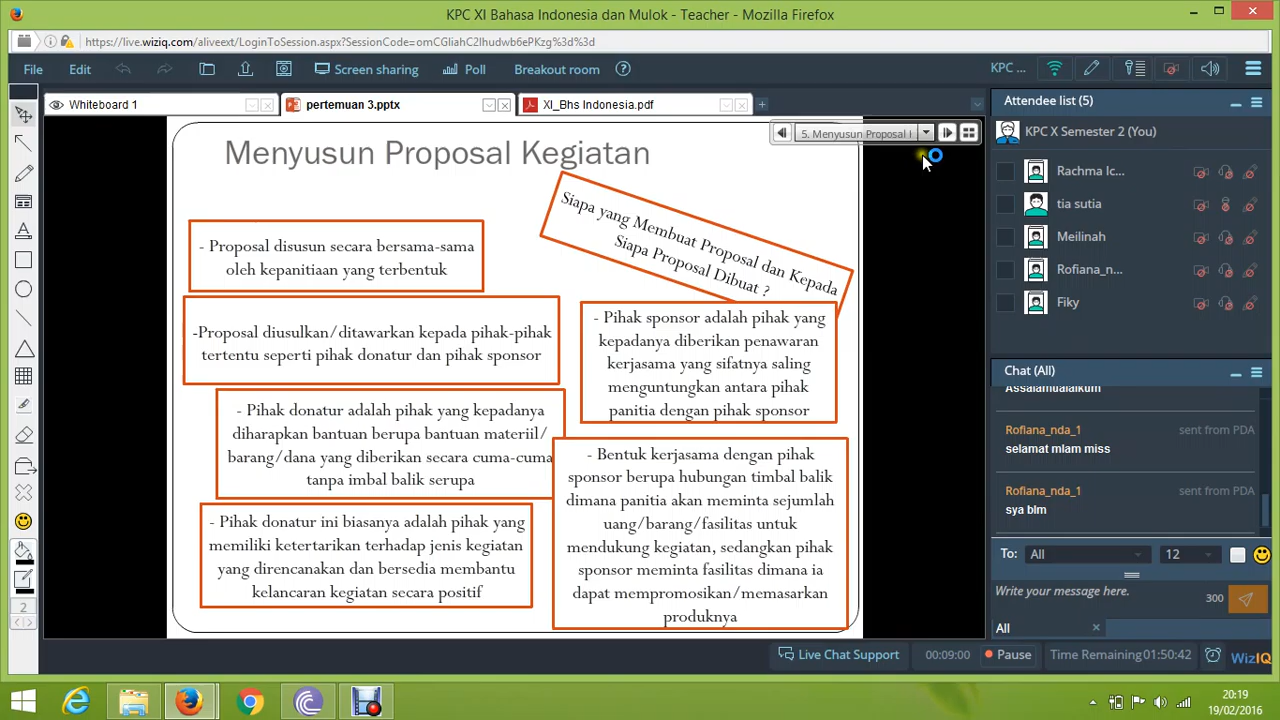 KPC XI Bahasa Indonesia dan Mulok - Teacher - Mozilla Firefox
https://live.wiziq.com/aliveext/LoginToSession.aspx?SessionCode=omCGliahC2lhudwb6ePKzg%3d%3d
File
Edit
Screen sharing
Poll
Breakout room
KPC ...
Whiteboard 1
pertemuan 3.pptx
XI_Bhs Indonesia.pdf
5. Menyusun Proposal
Menyusun Proposal Kegiatan
Siapa yang Membuat Proposal dan Kepada
Siapa Proposal Dibuat ?
- Proposal disusun secara bersama-sama
oleh kepanitiaan yang terbentuk
-Proposal diusulkan/ditawarkan kepada pihak-pihak
tertentu seperti pihak donatur dan pihak sponsor
- Pihak donatur adalah pihak yang kepadanya
diharapkan bantuan berupa bantuan materiil/
barang/dana yang diberikan secara cuma-cuma
tanpa imbal balik serupa
- Pihak donatur ini biasanya adalah pihak yang
memiliki ketertarikan terhadap jenis kegiatan
yang direncanakan dan bersedia membantu
kelancaran kegiatan secara positif
- Pihak sponsor adalah pihak yang
kepadanya diberikan penawaran
kerjasama yang sifatnya saling
menguntungkan antara pihak
panitia dengan pihak sponsor
- Bentuk kerjasama dengan pihak
sponsor berupa hubungan timbal balik
dimana panitia akan meminta sejumlah
uang/barang/fasilitas untuk
mendukung kegiatan, sedangkan pihak
sponsor meminta fasilitas dimana ia
dapat mempromosikan/memasarkan
produknya
Attendee list (5)
KPC X Semester 2 (You)
Rachma Ic...
tia sutia
Meilinah
Rofiana_n...
Fiky
Chat (All)
Assalamualaikum
Rofiana_nda_1 sent from PDA
selamat mlam miss
Rofiana_nda_1 sent from PDA
sya blm
To: All 12
Write your message here. 300
All
2
Live Chat Support
00:09:00
Pause
Time Remaining 01:50:42
WizIQ
20:19
19/02/2016